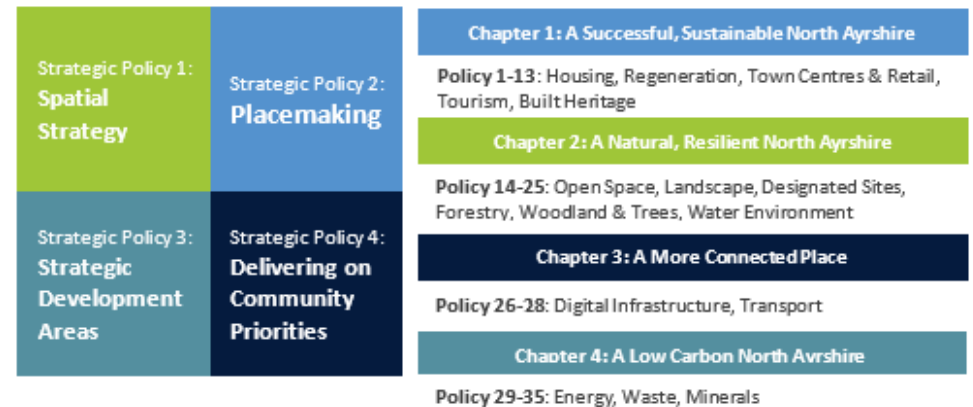 Strategic Policy 1:
Spatial
Strategy
Strategic Policy 2:
Placemaking
Strategic Policy 3:
Strategic
Development
Areas
Strategic Policy 4:
Delivering on
Community
Priorities
Chapter 1: A Successful, Sustainable North Ayrshire
Policy 1-13: Housing, Regeneration, Town Centres & Retail,
Tourism, Built Heritage
Chapter 2: A Natural, Resilient North Ayrshire
Policy 14-25: Open Space, Landscape, Designated Sites,
Forestry, Woodland & Trees, Water Environment
Chapter 3: A More Connected Place
Policy 26-28: Digital Infrastructure, Transport
Chapter 4: A Low Carbon North Ayrshire
Policy 29-35: Energy, Waste, Minerals